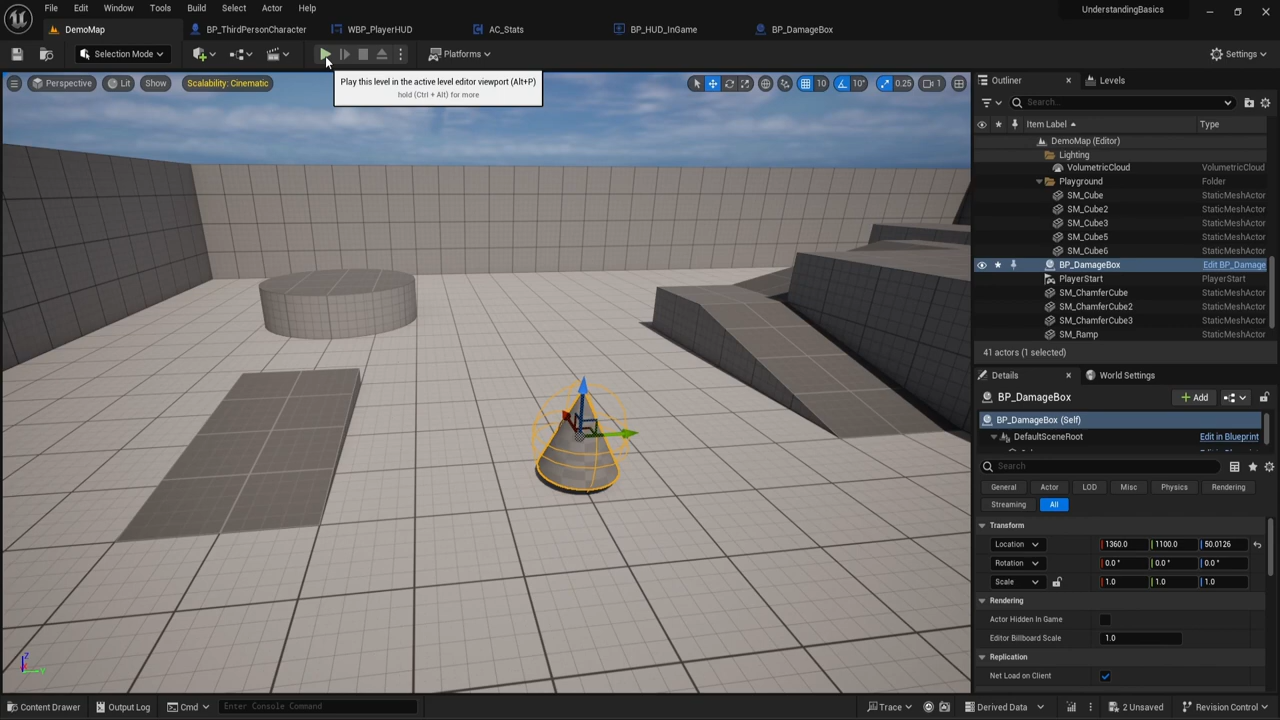 File Edit Window Tools Build Select Actor Help
UnderstandingBasics
DemoMap BP_ThirdPersonCharacter WBP_PlayerHUD AC_Stats BP_HUD_InGame BP_DamageBox
Selection Mode Platforms Settings
Play this level in the active level editor viewport (Alt+P)
hold (Ctrl + Alt) for more
Perspective Lit Show Scalability: Cinematic 10 10° 0.25 1
Outliner Levels
Search...
Item Label Type
DemoMap (Editor)
Lighting
VolumetricCloud VolumetricCloud
Playground Folder
SM_Cube StaticMeshActor
SM_Cube2 StaticMeshActor
SM_Cube3 StaticMeshActor
SM_Cube5 StaticMeshActor
SM_Cube6 StaticMeshActor
BP_DamageBox Edit BP_Damage
PlayerStart PlayerStart
SM_ChamferCube StaticMeshActor
SM_ChamferCube2 StaticMeshActor
SM_ChamferCube3 StaticMeshActor
SM_Ramp StaticMeshActor
41 actors (1 selected)
Details World Settings
BP_DamageBox Add
BP_DamageBox (Self)
DefaultSceneRoot Edit in Blueprint
Search
General Actor LOD Misc Physics Rendering
Streaming All
Transform
Location 1360.0 1100.0 50.0126
Rotation 0.0 ° 0.0 ° 0.0 °
Scale 1.0 1.0 1.0
Rendering
Actor Hidden In Game
Editor Billboard Scale 1.0
Replication
Net Load on Client
Z
Y
Content Drawer Output Log Cmd Enter Console Command Trace Derived Data 2 Unsaved Revision Control